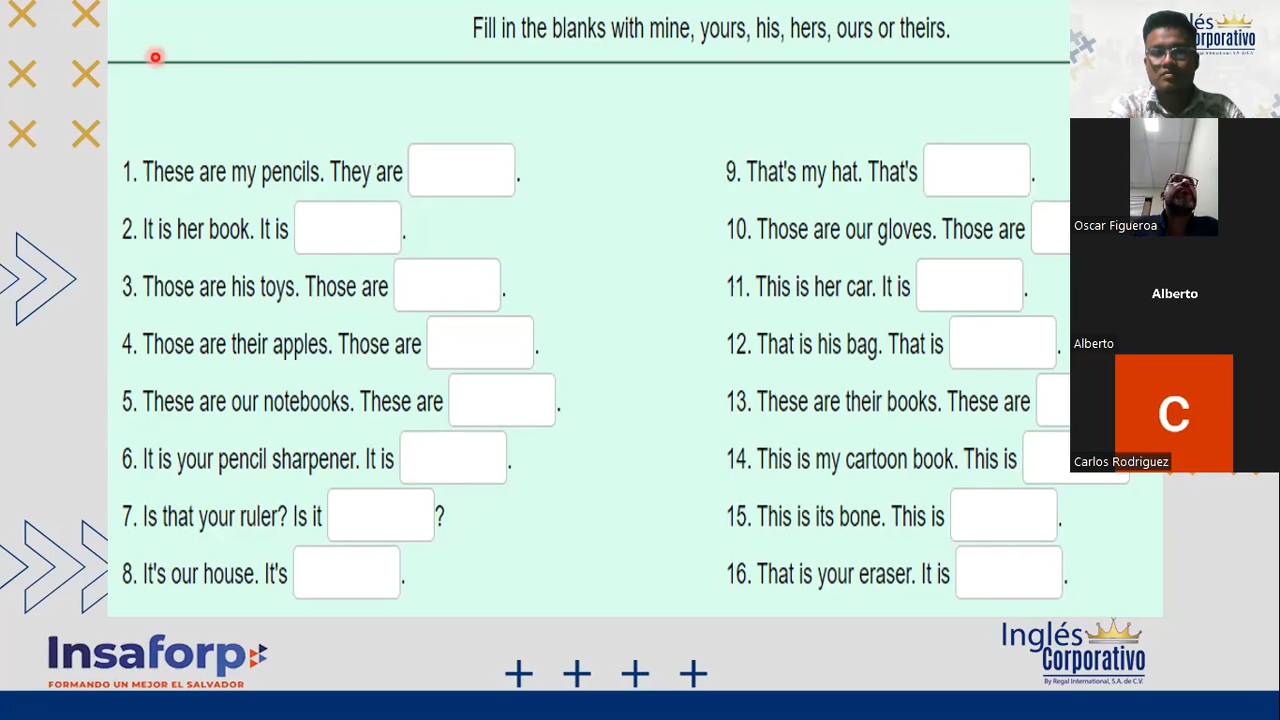 Fill in the blanks with mine, yours, his, hers, ours or theirs.
1. These are my pencils. They are .
2. It is her book. It is .
3. Those are his toys. Those are .
4. Those are their apples. Those are .
5. These are our notebooks. These are .
6. It is your pencil sharpener. It is .
7. Is that your ruler? Is it ?
8. It's our house. It's .
9. That's my hat. That's .
10. Those are our gloves. Those are
11. This is her car. It is .
12. That is his bag. That is .
13. These are their books. These are
14. This is my cartoon book. This is
15. This is its bone. This is .
16. That is your eraser. It is .
Corporativo
Oscar Figueroa
Alberto
Alberto
C
Carlos Rodriguez
Insaforp
FORMANDO UN MEJOR EL SALVADOR
Inglés
Corporativo
By Regal International, S.A. de C.V.